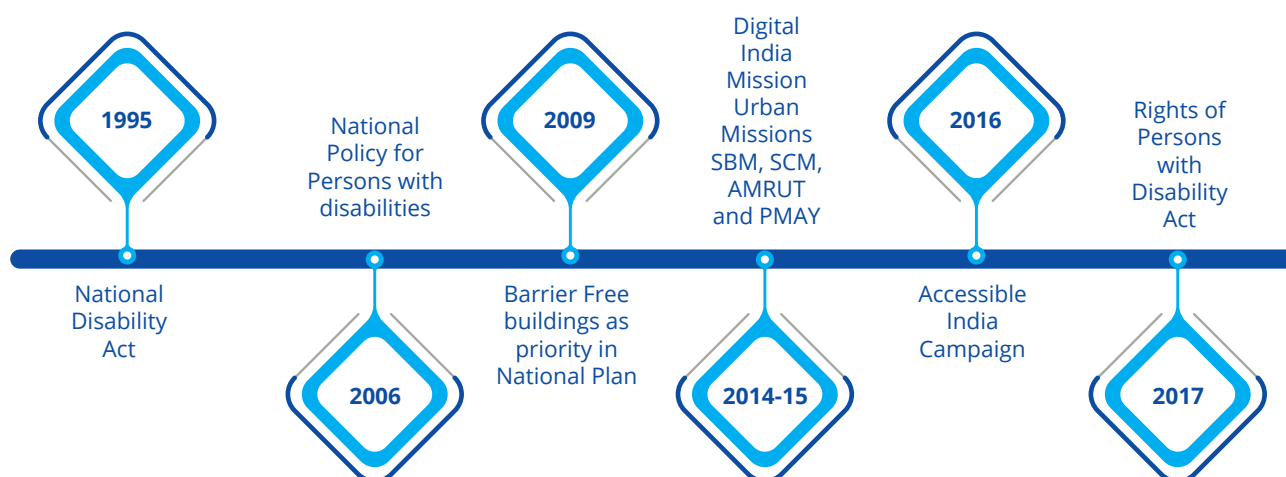 1995
National
Disability
Act
National
Policy for
Persons with
disabilities
2006
2009
Barrier Free
buildings as
priority in
National Plan
Digital
India
Mission
Urban
Missions
SBM, SCM,
AMRUT
and PMAY
2014-15
2016
Accessible
India
Campaign
Rights of
Persons
with
Disability
Act
2017